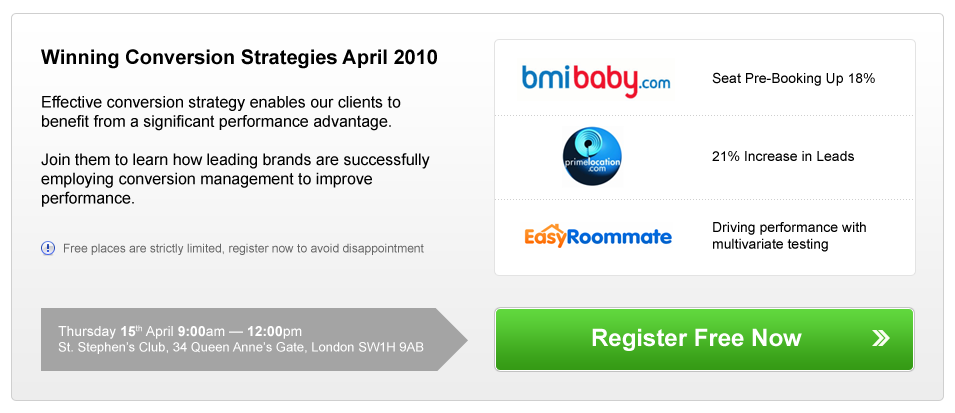 Winning Conversion Strategies April 2010
Effective conversion strategy enables our clients to
benefit from a significant performance advantage.
Join them to learn how leading brands are successfully
employing conversion management to improve
performance.
Free places are strictly limited, register now to avoid disappointment
Thursday 15th April 9:00am — 12:00pm
St. Stephen's Club, 34 Queen Anne's Gate, London SW1H 9AB
bmibaby.com
Seat Pre-Booking Up 18%
primelocation
.com
21% Increase in Leads
EasyRoommate
Driving performance with
multivariate testing
Register Free Now